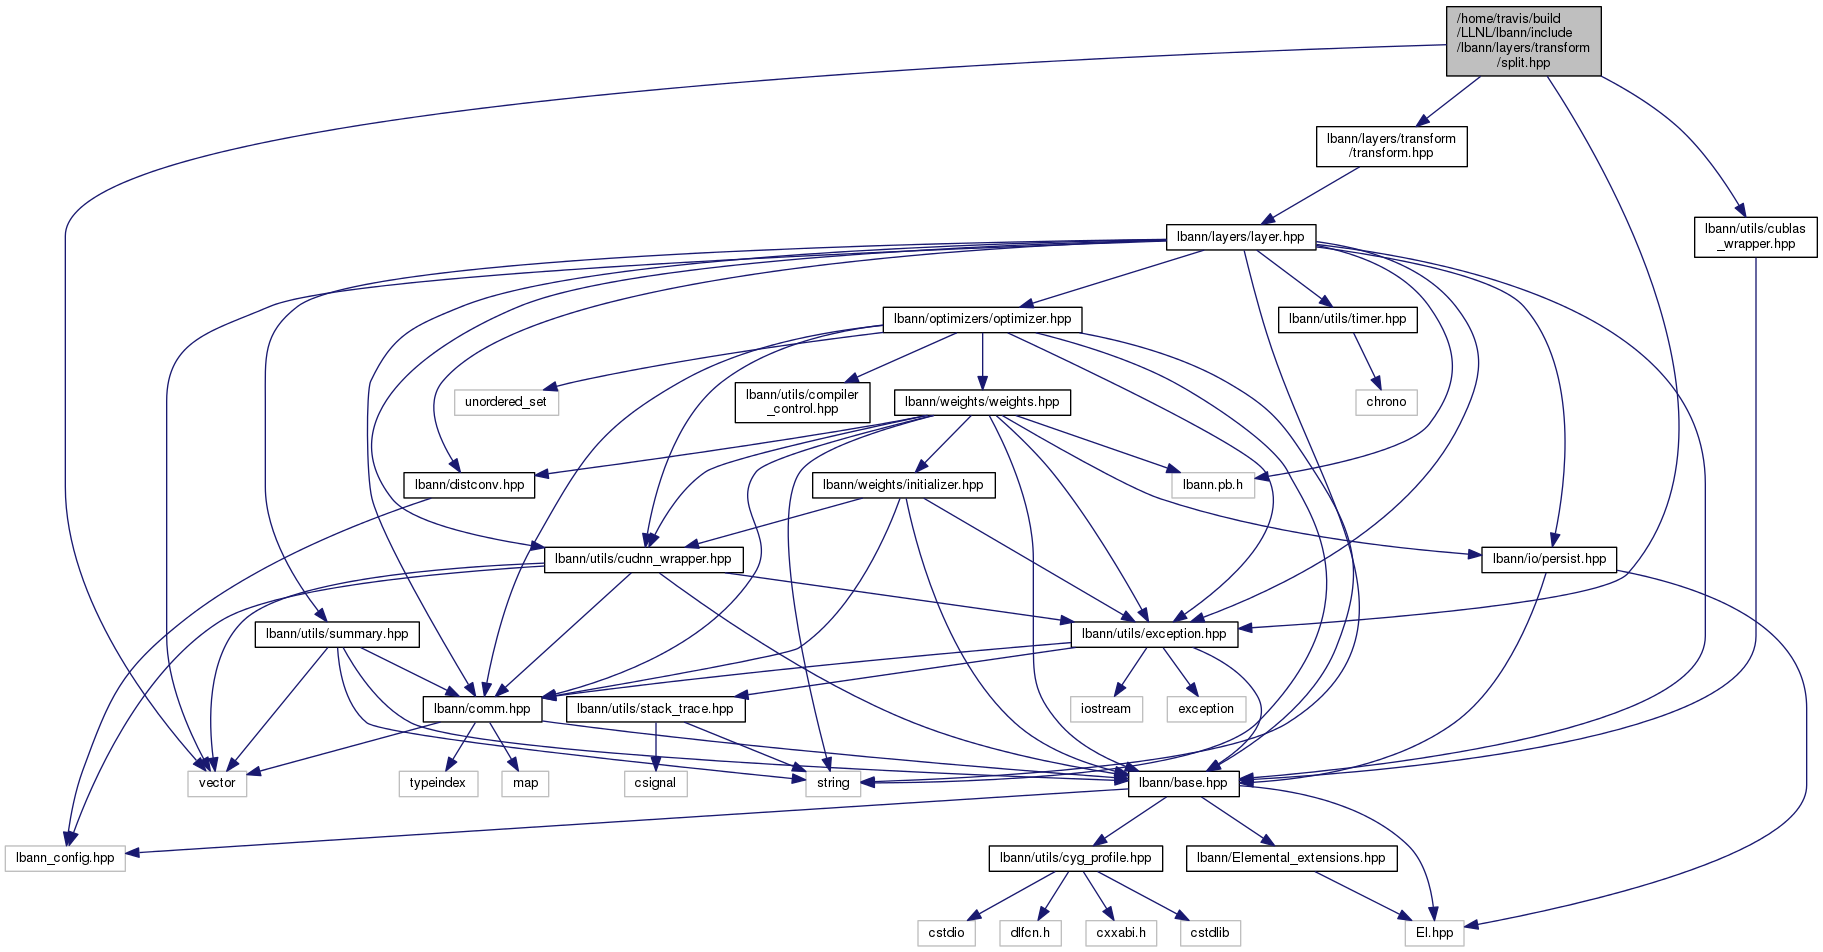 /home/travis/build
/LLNL/lbann/include
/lbann/layers/transform
/split.hpp
lbann/layers/transform
/transform.hpp
lbann/utils/cublas
_wrapper.hpp
lbann/layers/layer.hpp
lbann/optimizers/optimizer.hpp
lbann/utils/timer.hpp
unordered_set
lbann/utils/compiler
_control.hpp
lbann/weights/weights.hpp
chrono
lbann/distconv.hpp
lbann/weights/initializer.hpp
lbann.pb.h
lbann/utils/cudnn_wrapper.hpp
lbann/io/persist.hpp
lbann/utils/summary.hpp
lbann/utils/exception.hpp
lbann/comm.hpp
lbann/utils/stack_trace.hpp
iostream
exception
vector
typeindex
map
csignal
string
lbann/base.hpp
lbann_config.hpp
lbann/utils/cyg_profile.hpp
lbann/Elemental_extensions.hpp
cstdio
dlfcn.h
cxxabi.h
cstdlib
El.hpp